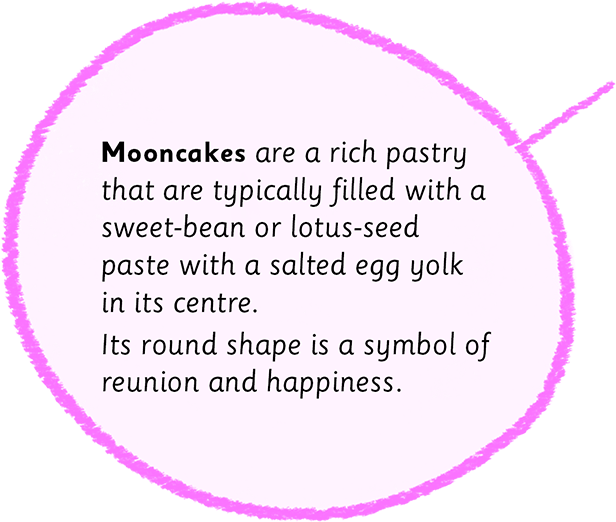 Mooncakes are a rich pastry
that are typically filled with a
sweet-bean or lotus-seed
paste with a salted egg yolk
in its centre.
Its round shape is a symbol of
reunion and happiness.